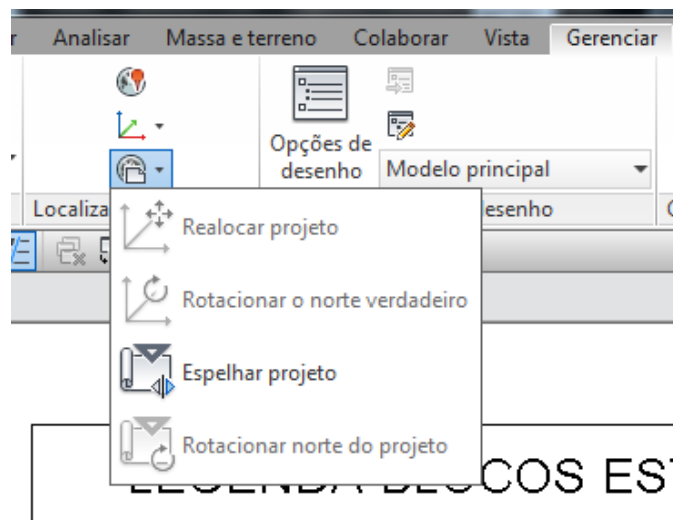 r Analisar Massa e terreno Colaborar Vista Gerenciar
Opções de
desenho Modelo principal
Localiza esenho
Realocar projeto
Rotacionar o norte verdadeiro
Espelhar projeto
Rotacionar norte do projeto
COS EST